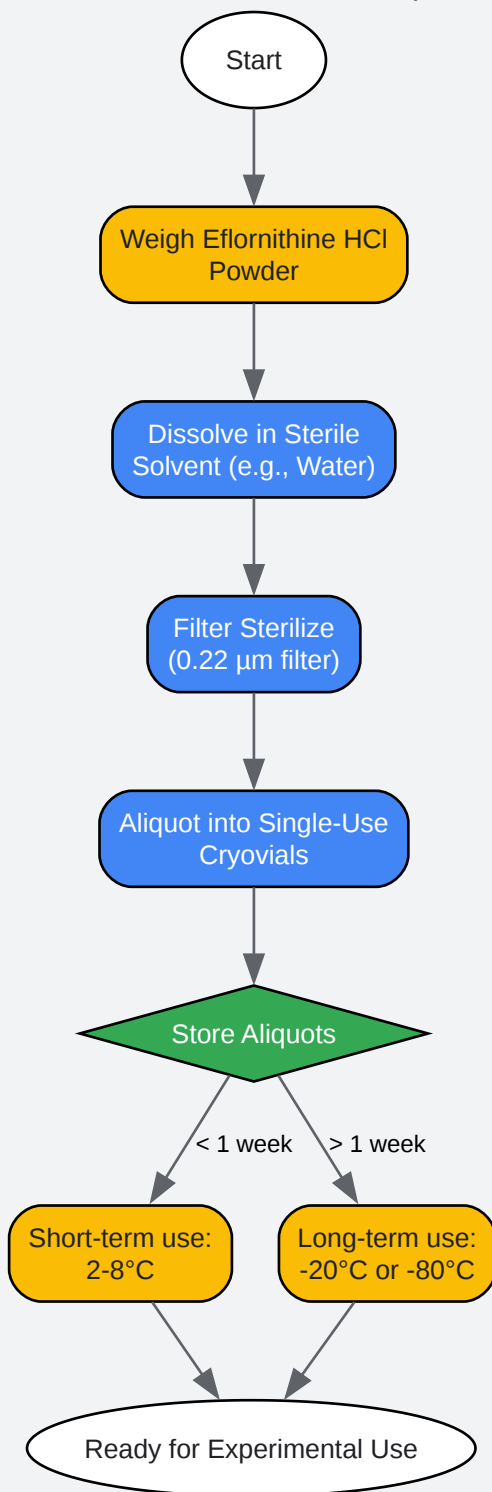 Start
Weigh Eflornithine HCl
Powder
Dissolve in Sterile
Solvent (e.g., Water)
Filter Sterilize
(0.22 µm filter)
Aliquot into Single-Use
Cryovials
Store Aliquots
< 1 week
> 1 week
Short-term use:
2-8°C
Long-term use:
-20°C or -80°C
Ready for Experimental Use